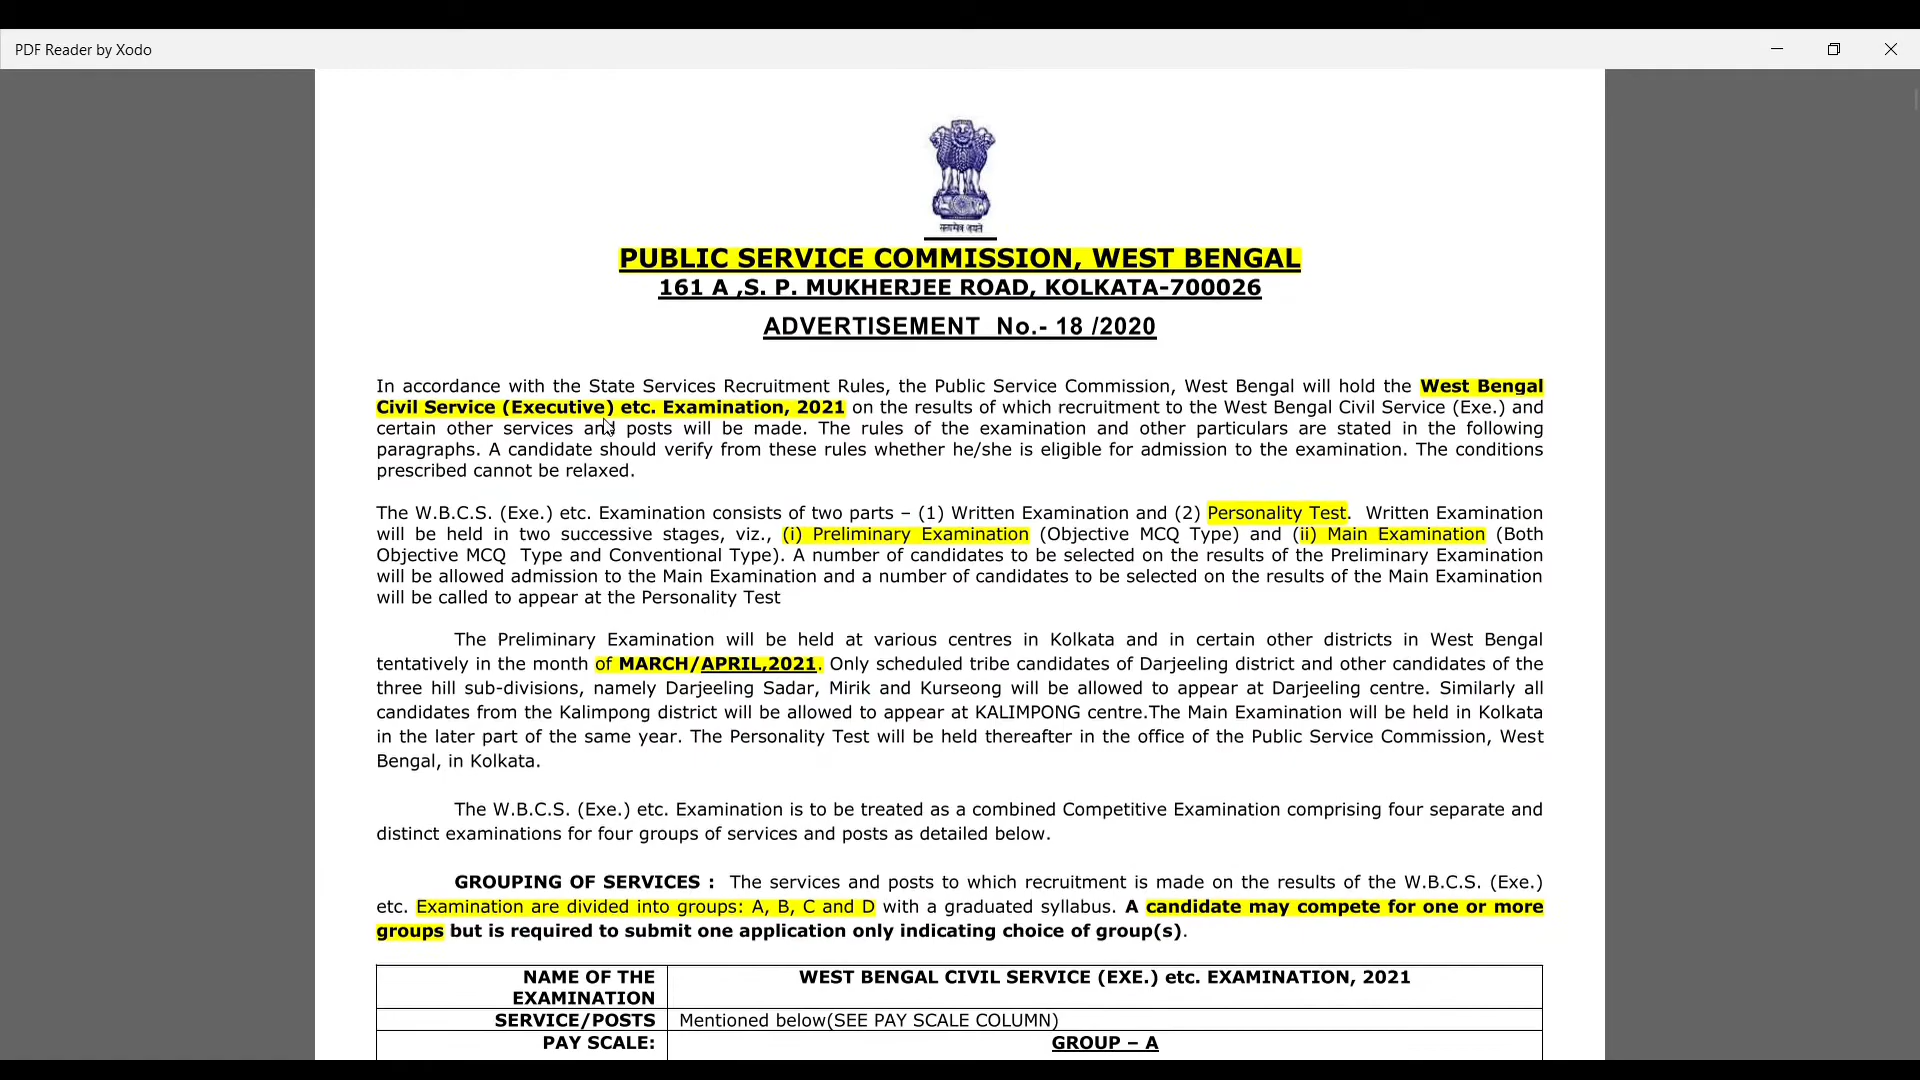 PDF Reader by Xodo
सत्यमेव जयते
PUBLIC SERVICE COMMISSION, WEST BENGAL
161 A ,S. P. MUKHERJEE ROAD, KOLKATA-700026
ADVERTISEMENT No.- 18 /2020
In accordance with the State Services Recruitment Rules, the Public Service Commission, West Bengal will hold the West Bengal
Civil Service (Executive) etc. Examination, 2021 on the results of which recruitment to the West Bengal Civil Service (Exe.) and
certain other services and posts will be made. The rules of the examination and other particulars are stated in the following
paragraphs. A candidate should verify from these rules whether he/she is eligible for admission to the examination. The conditions
prescribed cannot be relaxed.
The W.B.C.S. (Exe.) etc. Examination consists of two parts – (1) Written Examination and (2) Personality Test. Written Examination
will be held in two successive stages, viz., (i) Preliminary Examination (Objective MCQ Type) and (ii) Main Examination (Both
Objective MCQ Type and Conventional Type). A number of candidates to be selected on the results of the Preliminary Examination
will be allowed admission to the Main Examination and a number of candidates to be selected on the results of the Main Examination
will be called to appear at the Personality Test
The Preliminary Examination will be held at various centres in Kolkata and in certain other districts in West Bengal
tentatively in the month of MARCH/APRIL,2021. Only scheduled tribe candidates of Darjeeling district and other candidates of the
three hill sub-divisions, namely Darjeeling Sadar, Mirik and Kurseong will be allowed to appear at Darjeeling centre. Similarly all
candidates from the Kalimpong district will be allowed to appear at KALIMPONG centre.The Main Examination will be held in Kolkata
in the later part of the same year. The Personality Test will be held thereafter in the office of the Public Service Commission, West
Bengal, in Kolkata.
The W.B.C.S. (Exe.) etc. Examination is to be treated as a combined Competitive Examination comprising four separate and
distinct examinations for four groups of services and posts as detailed below.
GROUPING OF SERVICES : The services and posts to which recruitment is made on the results of the W.B.C.S. (Exe.)
etc. Examination are divided into groups: A, B, C and D with a graduated syllabus. A candidate may compete for one or more
groups but is required to submit one application only indicating choice of group(s).
NAME OF THE EXAMINATION WEST BENGAL CIVIL SERVICE (EXE.) etc. EXAMINATION, 2021
SERVICE/POSTS Mentioned below(SEE PAY SCALE COLUMN)
PAY SCALE: GROUP – A